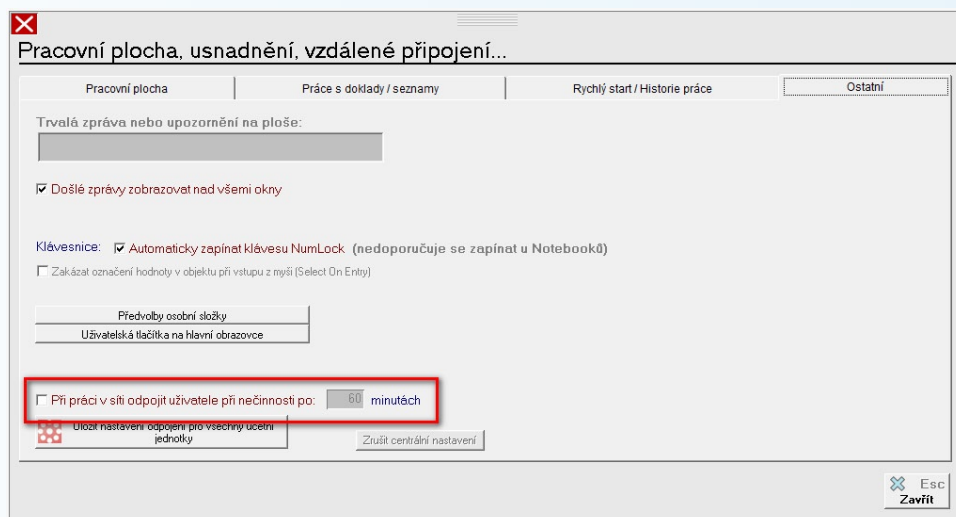 Pracovní plocha, usnadnění, vzdálené připojení...
Pracovní plocha
Práce s doklady / seznamy
Rychlý start / Historie práce
Ostatní
Trvalá zpráva nebo upozornění na ploše:
Došlé zprávy zobrazovat nad všemi okny
Klávesnice: Automaticky zapínat klávesu NumLock (nedoporučuje se zapínat u Notebooků)
Zakázat označení hodnoty v objektu při vstupu z myši (Select On Entry)
Předvolby osobní složky
Uživatelská tlačítka na hlavní obrazovce
Při práci v síti odpojit uživatele při nečinnosti po: 60 minutách
Uložit nastavení odpojení pro všechny účetní
jednotky
Zrušit centrální nastavení
Esc
Zavřít